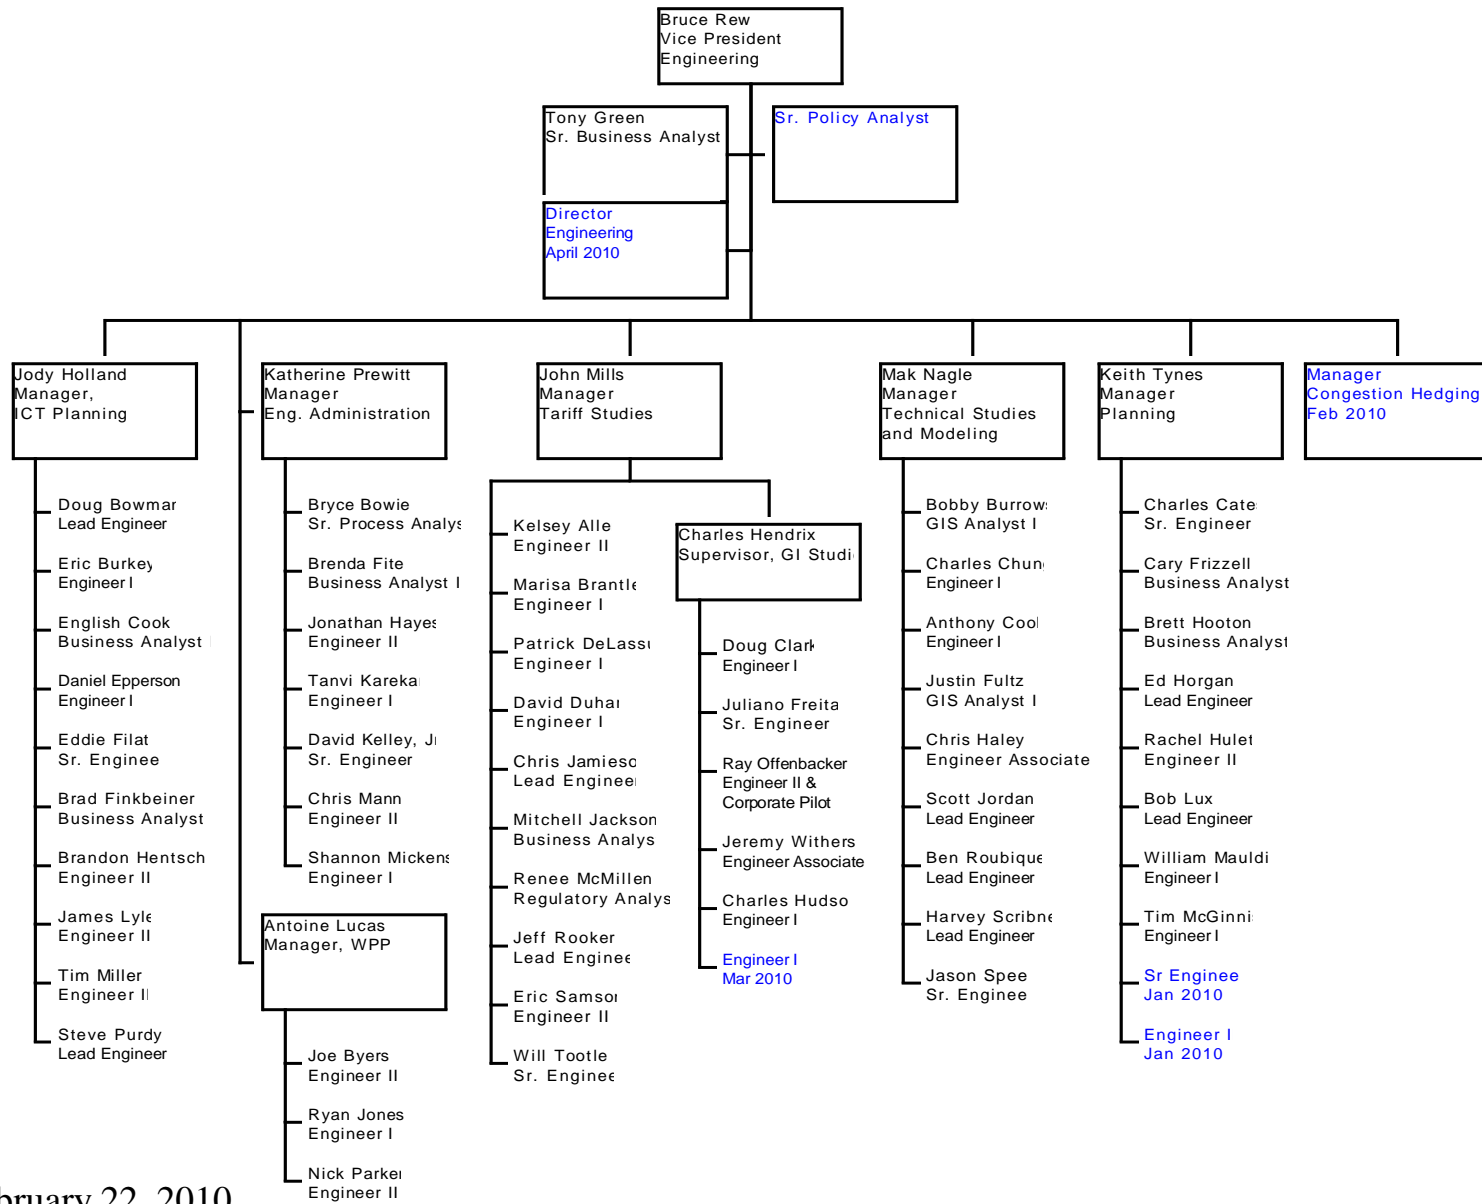 Bruce Rew
Vice President
Engineering
Tony Green
Sr. Business Analyst
Sr. Policy Analyst
Director
Engineering
April 2010
Jody Holland
Manager,
ICT Planning
Doug Bowman
Lead Engineer
Eric Burkey
Engineer I
English Cook
Business Analyst
Daniel Epperson
Engineer I
Eddie Filat
Sr. Enginee
Brad Finkbeiner
Business Analyst
Brandon Hentsch
Engineer II
James Lyle
Engineer II
Tim Miller
Engineer II
Steve Purdy
Lead Engineer
Katherine Prewitt
Manager
Eng. Administration
Bryce Bowie
Sr. Process Analys
Brenda Fite
Business Analyst I
Jonathan Hayes
Engineer II
Tanvi Kareka
Engineer I
David Kelley, Jr
Sr. Engineer
Chris Mann
Engineer II
Shannon Mickens
Engineer I
Antoine Lucas
Manager, WPP
Joe Byers
Engineer II
Ryan Jones
Engineer I
Nick Parker
Engineer II
John Mills
Manager
Tariff Studies
Kelsey Alle
Engineer II
Marisa Brantle
Engineer I
Patrick DeLassu
Engineer I
David Duhan
Engineer I
Chris Jamieso
Lead Engineer
Mitchell Jackson
Business Analys
Renee McMillen
Regulatory Analys
Jeff Rooker
Lead Enginee
Eric Samson
Engineer II
Will Tootle
Sr. Enginee
Charles Hendrix
Supervisor, GI Studi
Doug Clark
Engineer I
Juliano Freita
Sr. Engineer
Ray Offenbacker
Engineer II &
Corporate Pilot
Jeremy Withers
Engineer Associate
Charles Hudso
Engineer I
Engineer I
Mar 2010
Mak Nagle
Manager
Technical Studies
and Modeling
Bobby Burrows
GIS Analyst I
Charles Chung
Engineer I
Anthony Cook
Engineer I
Justin Fultz
GIS Analyst I
Chris Haley
Engineer Associate
Scott Jordan
Lead Engineer
Ben Roubique
Lead Engineer
Harvey Scribne
Lead Engineer
Jason Spee
Sr. Enginee
Keith Tynes
Manager
Planning
Charles Cates
Sr. Engineer
Cary Frizzell
Business Analyst
Brett Hooton
Business Analyst
Ed Horgan
Lead Engineer
Rachel Hulet
Engineer II
Bob Lux
Lead Engineer
William Mauldi
Engineer I
Tim McGinnis
Engineer I
Sr Enginee
Jan 2010
Engineer I
Jan 2010
Manager
Congestion Hedging
Feb 2010
bruary 22, 2010